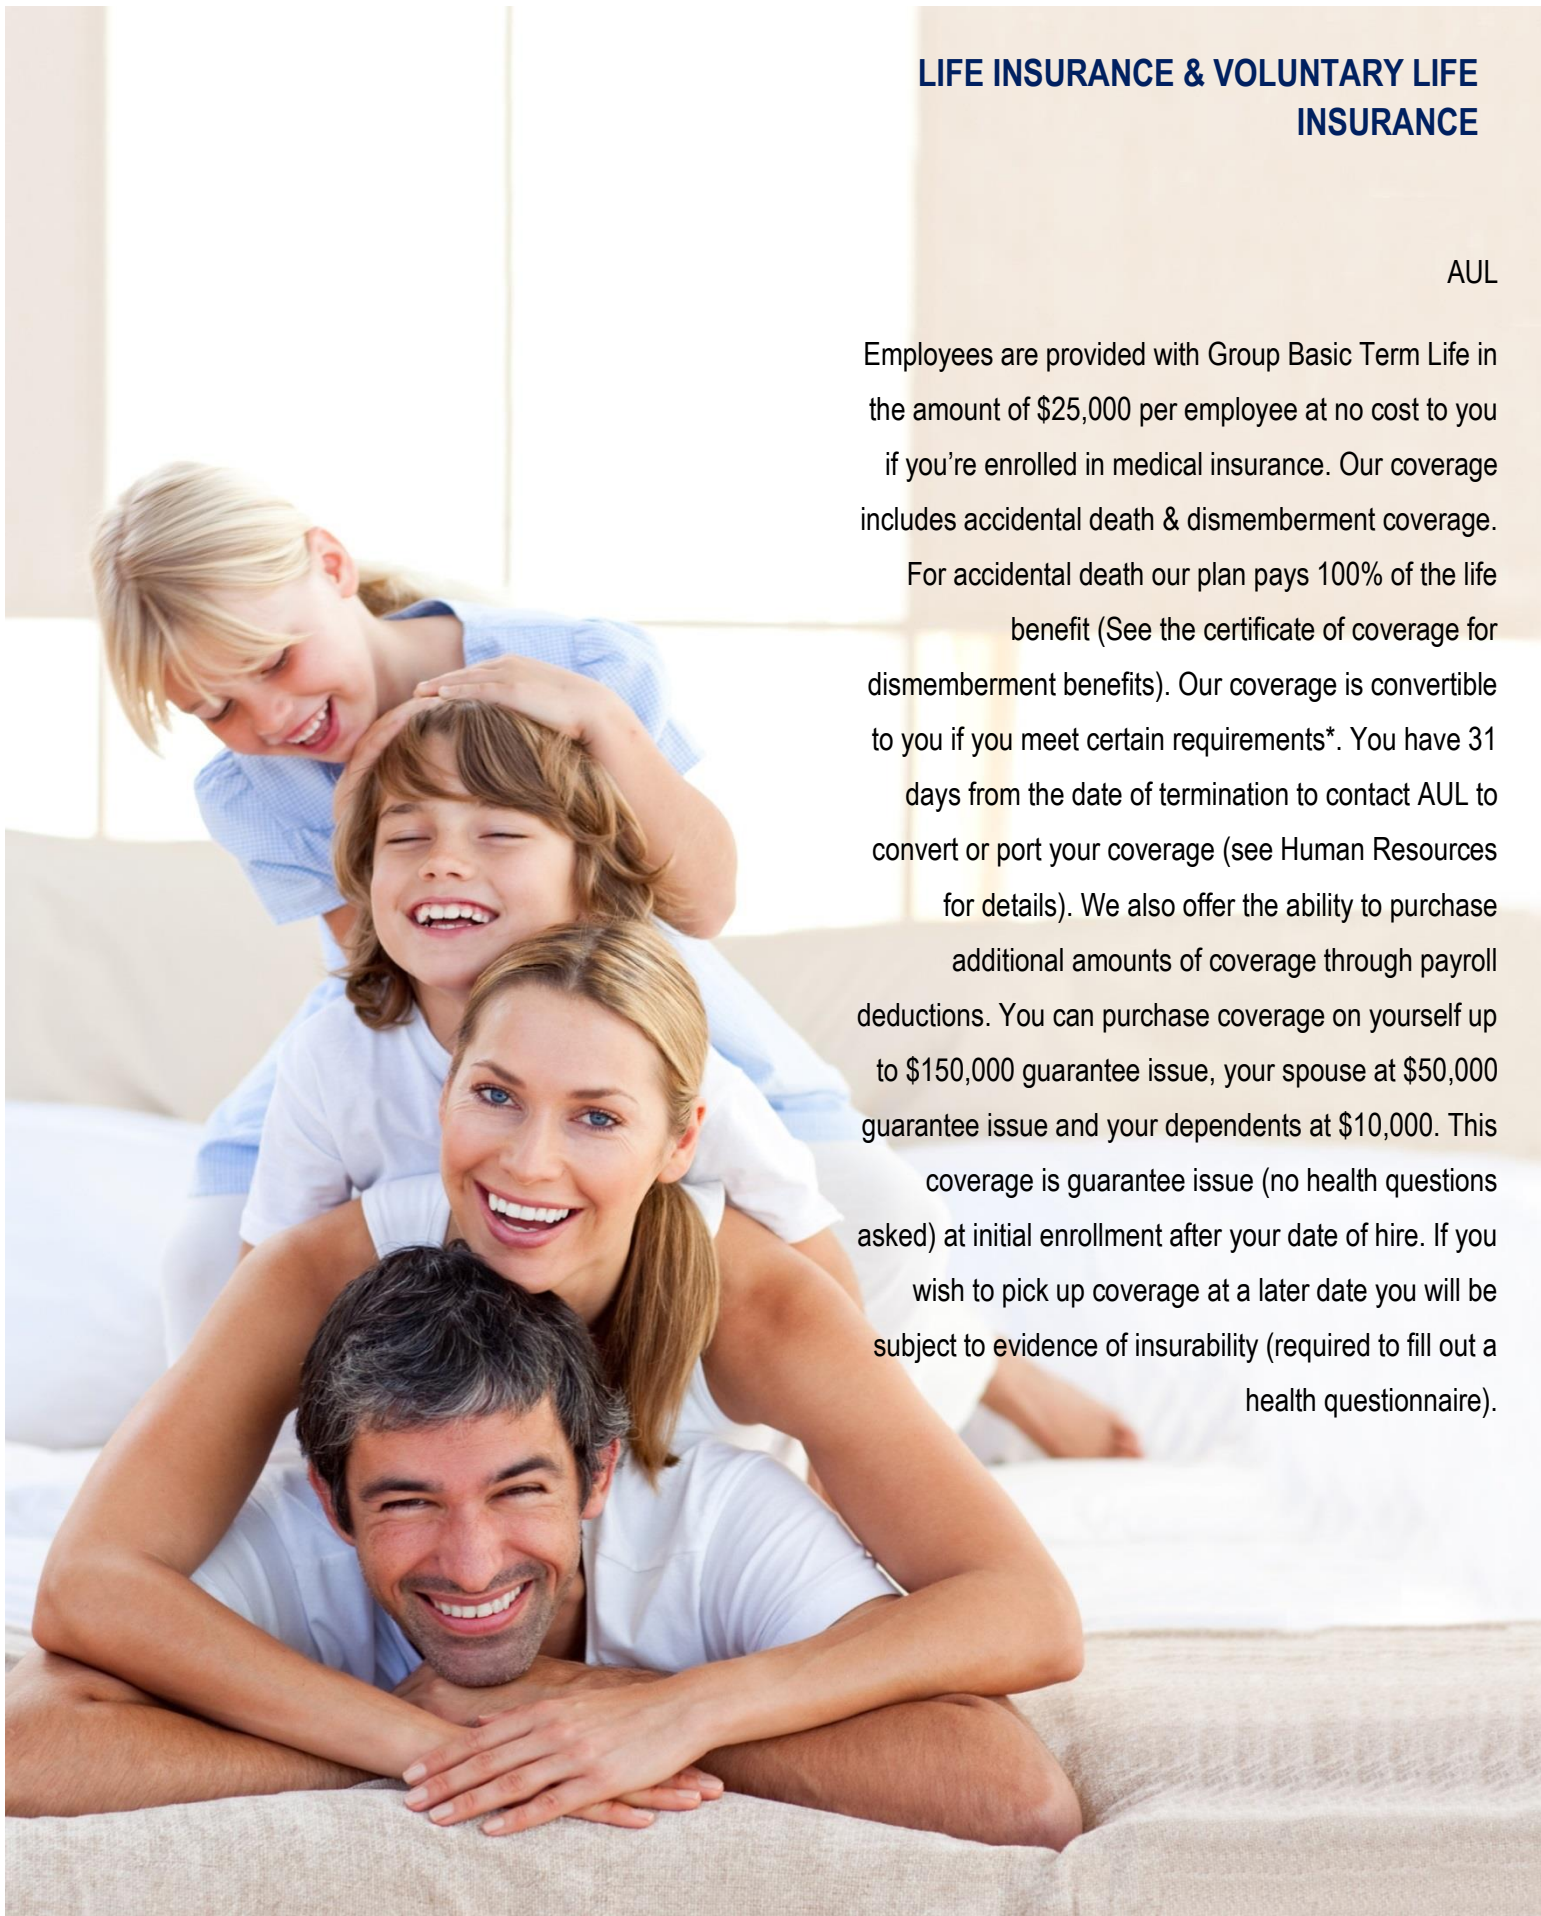 LIFE INSURANCE & VOLUNTARY LIFE
INSURANCE
AUL
Employees are provided with Group Basic Term Life in
the amount of $25,000 per employee at no cost to you
if you’re enrolled in medical insurance. Our coverage
includes accidental death & dismemberment coverage.
For accidental death our plan pays 100% of the life
benefit (See the certificate of coverage for
dismemberment benefits). Our coverage is convertible
to you if you meet certain requirements*. You have 31
days from the date of termination to contact AUL to
convert or port your coverage (see Human Resources
for details). We also offer the ability to purchase
additional amounts of coverage through payroll
deductions. You can purchase coverage on yourself up
to $150,000 guarantee issue, your spouse at $50,000
guarantee issue and your dependents at $10,000. This
coverage is guarantee issue (no health questions
asked) at initial enrollment after your date of hire. If you
wish to pick up coverage at a later date you will be
subject to evidence of insurability (required to fill out a
health questionnaire).